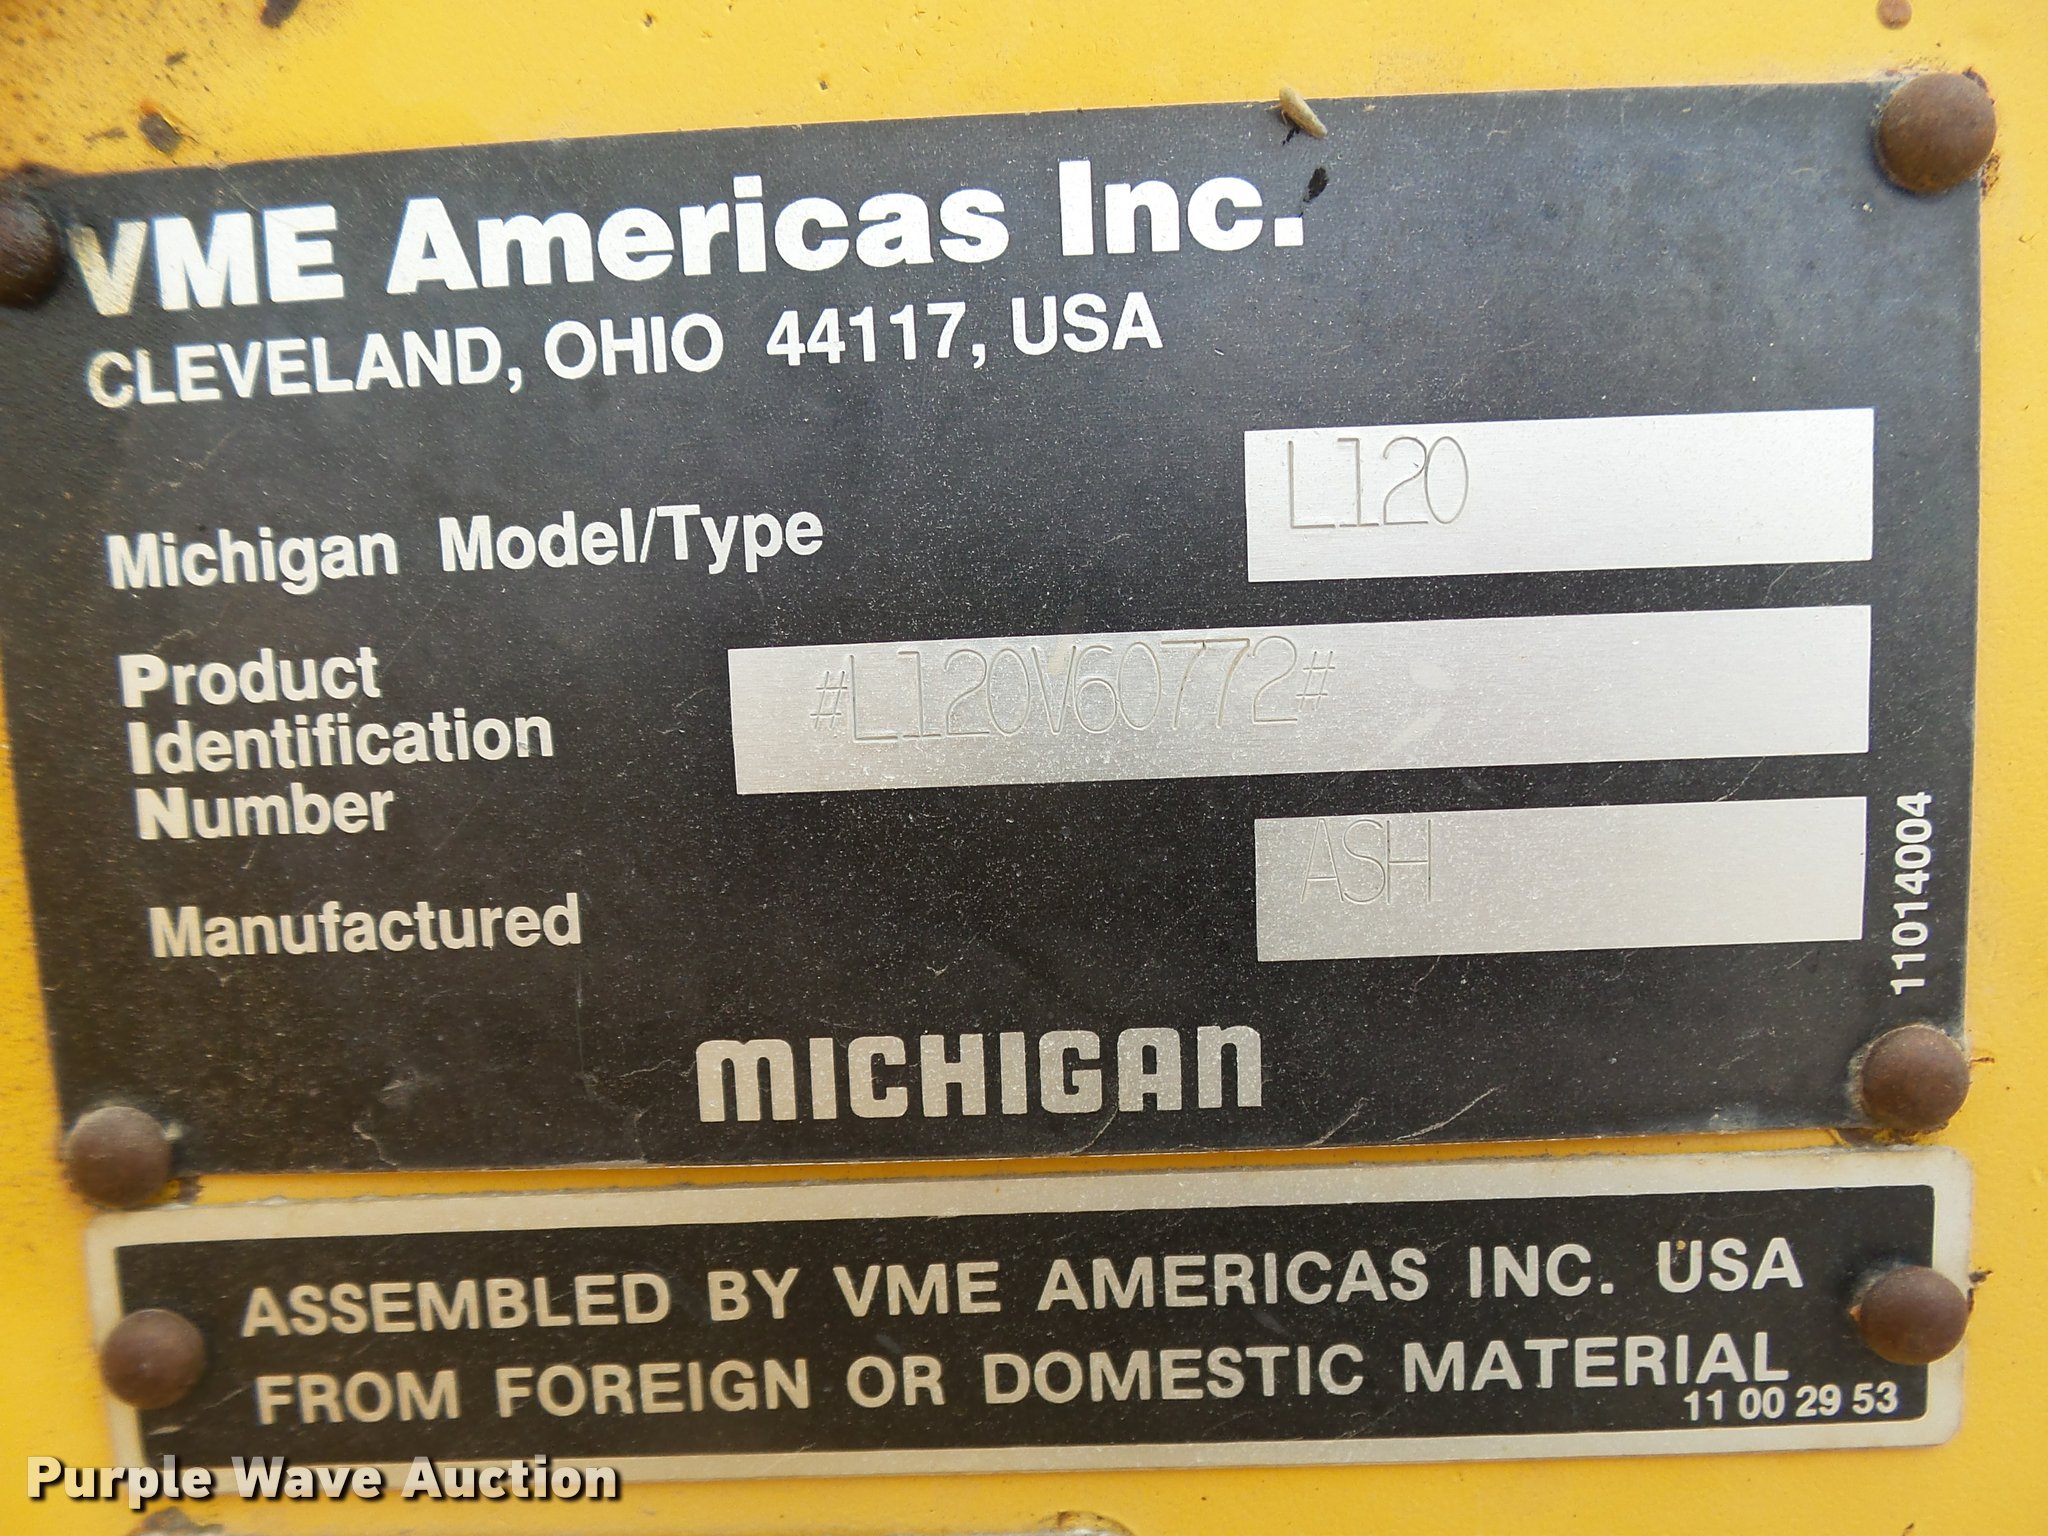 VME Americas Inc.
CLEVELAND, OHIO 44117, USA
Michigan Model/Type L120
Product
Identification
Number
#L120V60772#
Manufactured ASH
11014004
MICHIGAN
ASSEMBLED BY VME AMERICAS INC. USA
FROM FOREIGN OR DOMESTIC MATERIAL
11 00 29 53
Purple Wave Auction